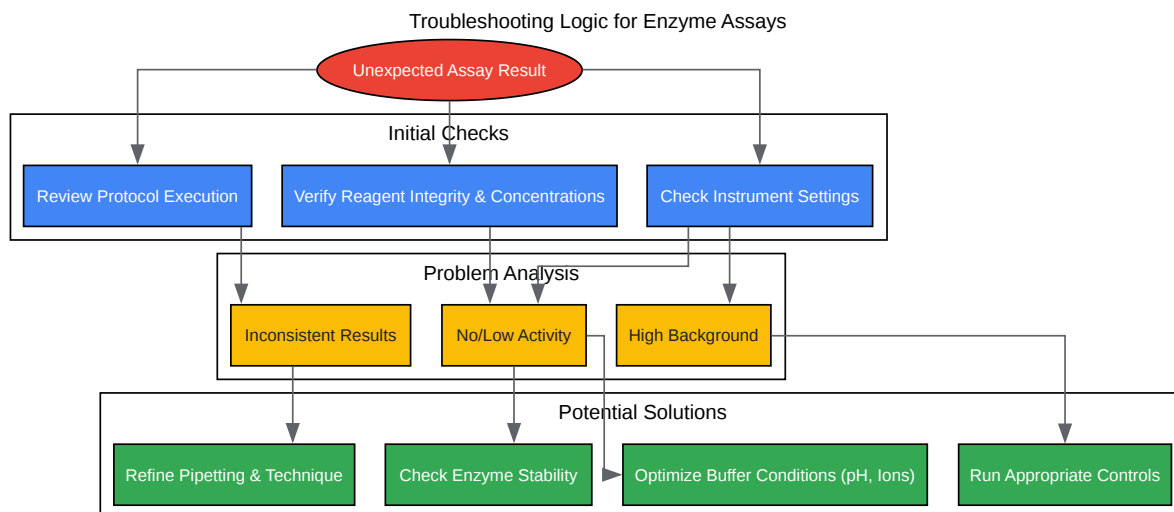 Troubleshooting Logic for Enzyme Assays
Unexpected Assay Result
Initial Checks
Review Protocol Execution
Verify Reagent Integrity & Concentrations
Check Instrument Settings
Problem Analysis
Inconsistent Results
No/Low Activity
High Background
Potential Solutions
Refine Pipetting & Technique
Check Enzyme Stability
Optimize Buffer Conditions (pH, Ions)
Run Appropriate Controls